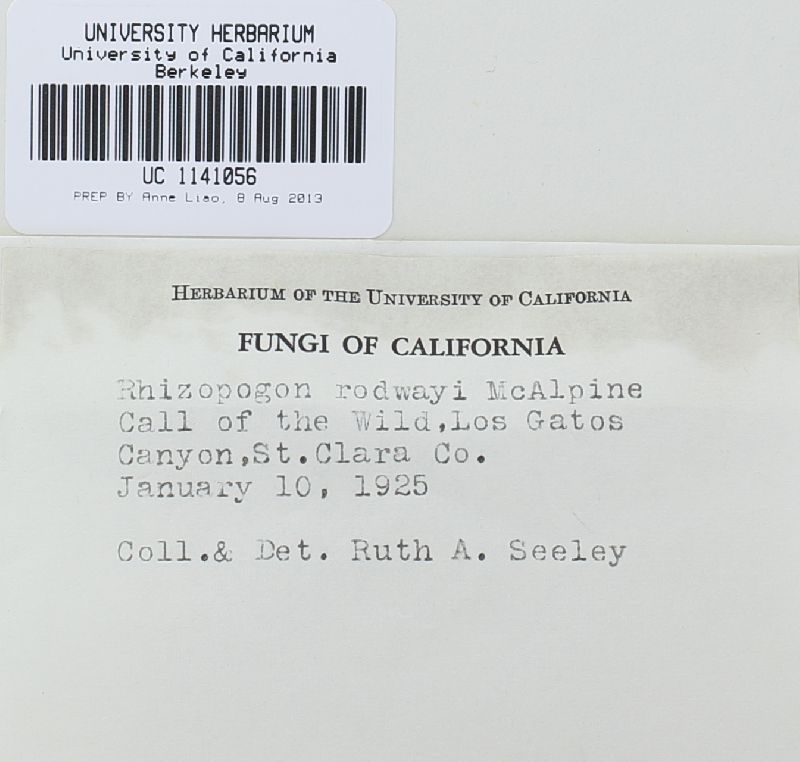 UNIVERSITY HERBARIUM
University of California
Berkeley
UC 1141056
PREP BY Anne Liao, 8 Aug 2013
HERBARIUM OF THE UNIVERSITY OF CALIFORNIA
FUNGI OF CALIFORNIA
Rhizopogon rodwayi McAlpine
Call of the Wild,Los Gatos
Canyon,St.Clara Co.
January 10, 1925
Coll.& Det. Ruth A. Seeley